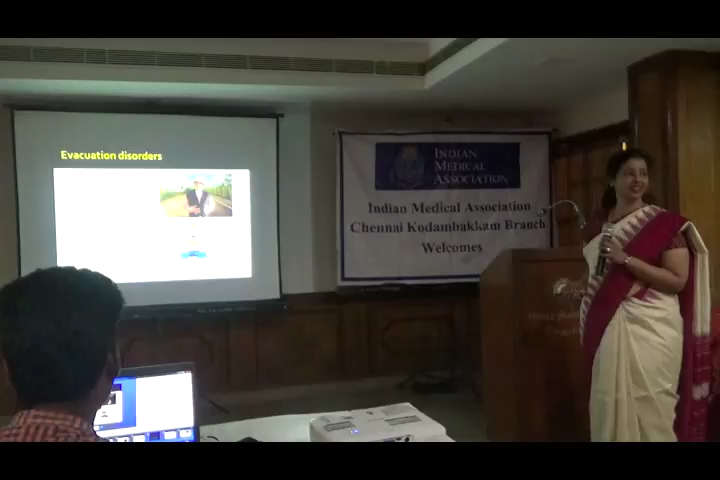 Evacuation disorders
INDIAN
MEDICAL
ASSOCIATION
Indian Medical Association
Chennai Kodambakkam Branch
Welcomes